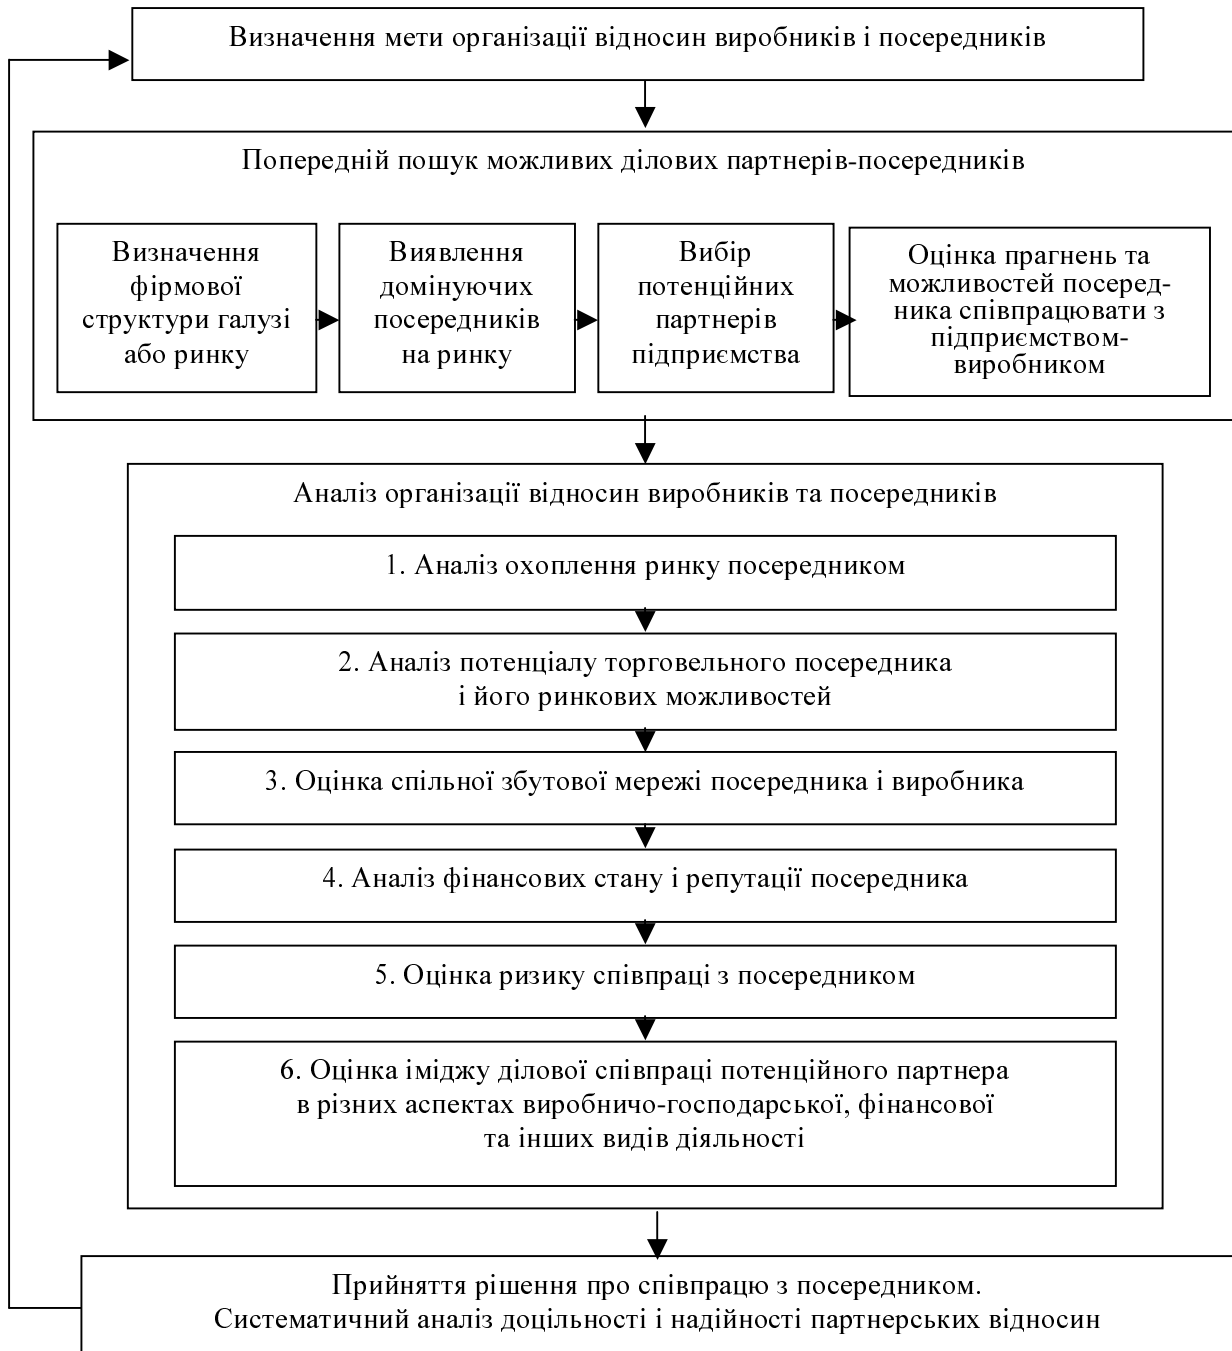 Визначення мети організації відносин виробників і посередників
Попередній пошук можливих ділових партнерів-посередників
Визначення
фірмової
структури галузі
або ринку
Виявлення
домінуючих
посередників
на ринку
Вибір
потенційних
партнерів
підприємства
Оцінка прагнень та
можливостей посеред-
ника співпрацювати з
підприємством-
виробником
Аналіз організації відносин виробників та посередників
1. Аналіз охоплення ринку посередником
2. Аналіз потенціалу торговельного посередника
і його ринкових можливостей
3. Оцінка спільної збутової мережі посередника і виробника
4. Аналіз фінансових стану і репутації посередника
5. Оцінка ризику співпраці з посередником
6. Оцінка іміджу ділової співпраці потенційного партнера
в різних аспектах виробничо-господарської, фінансової
та інших видів діяльності
Прийняття рішення про співпрацю з посередником.
Систематичний аналіз доцільності і надійності партнерських відносин